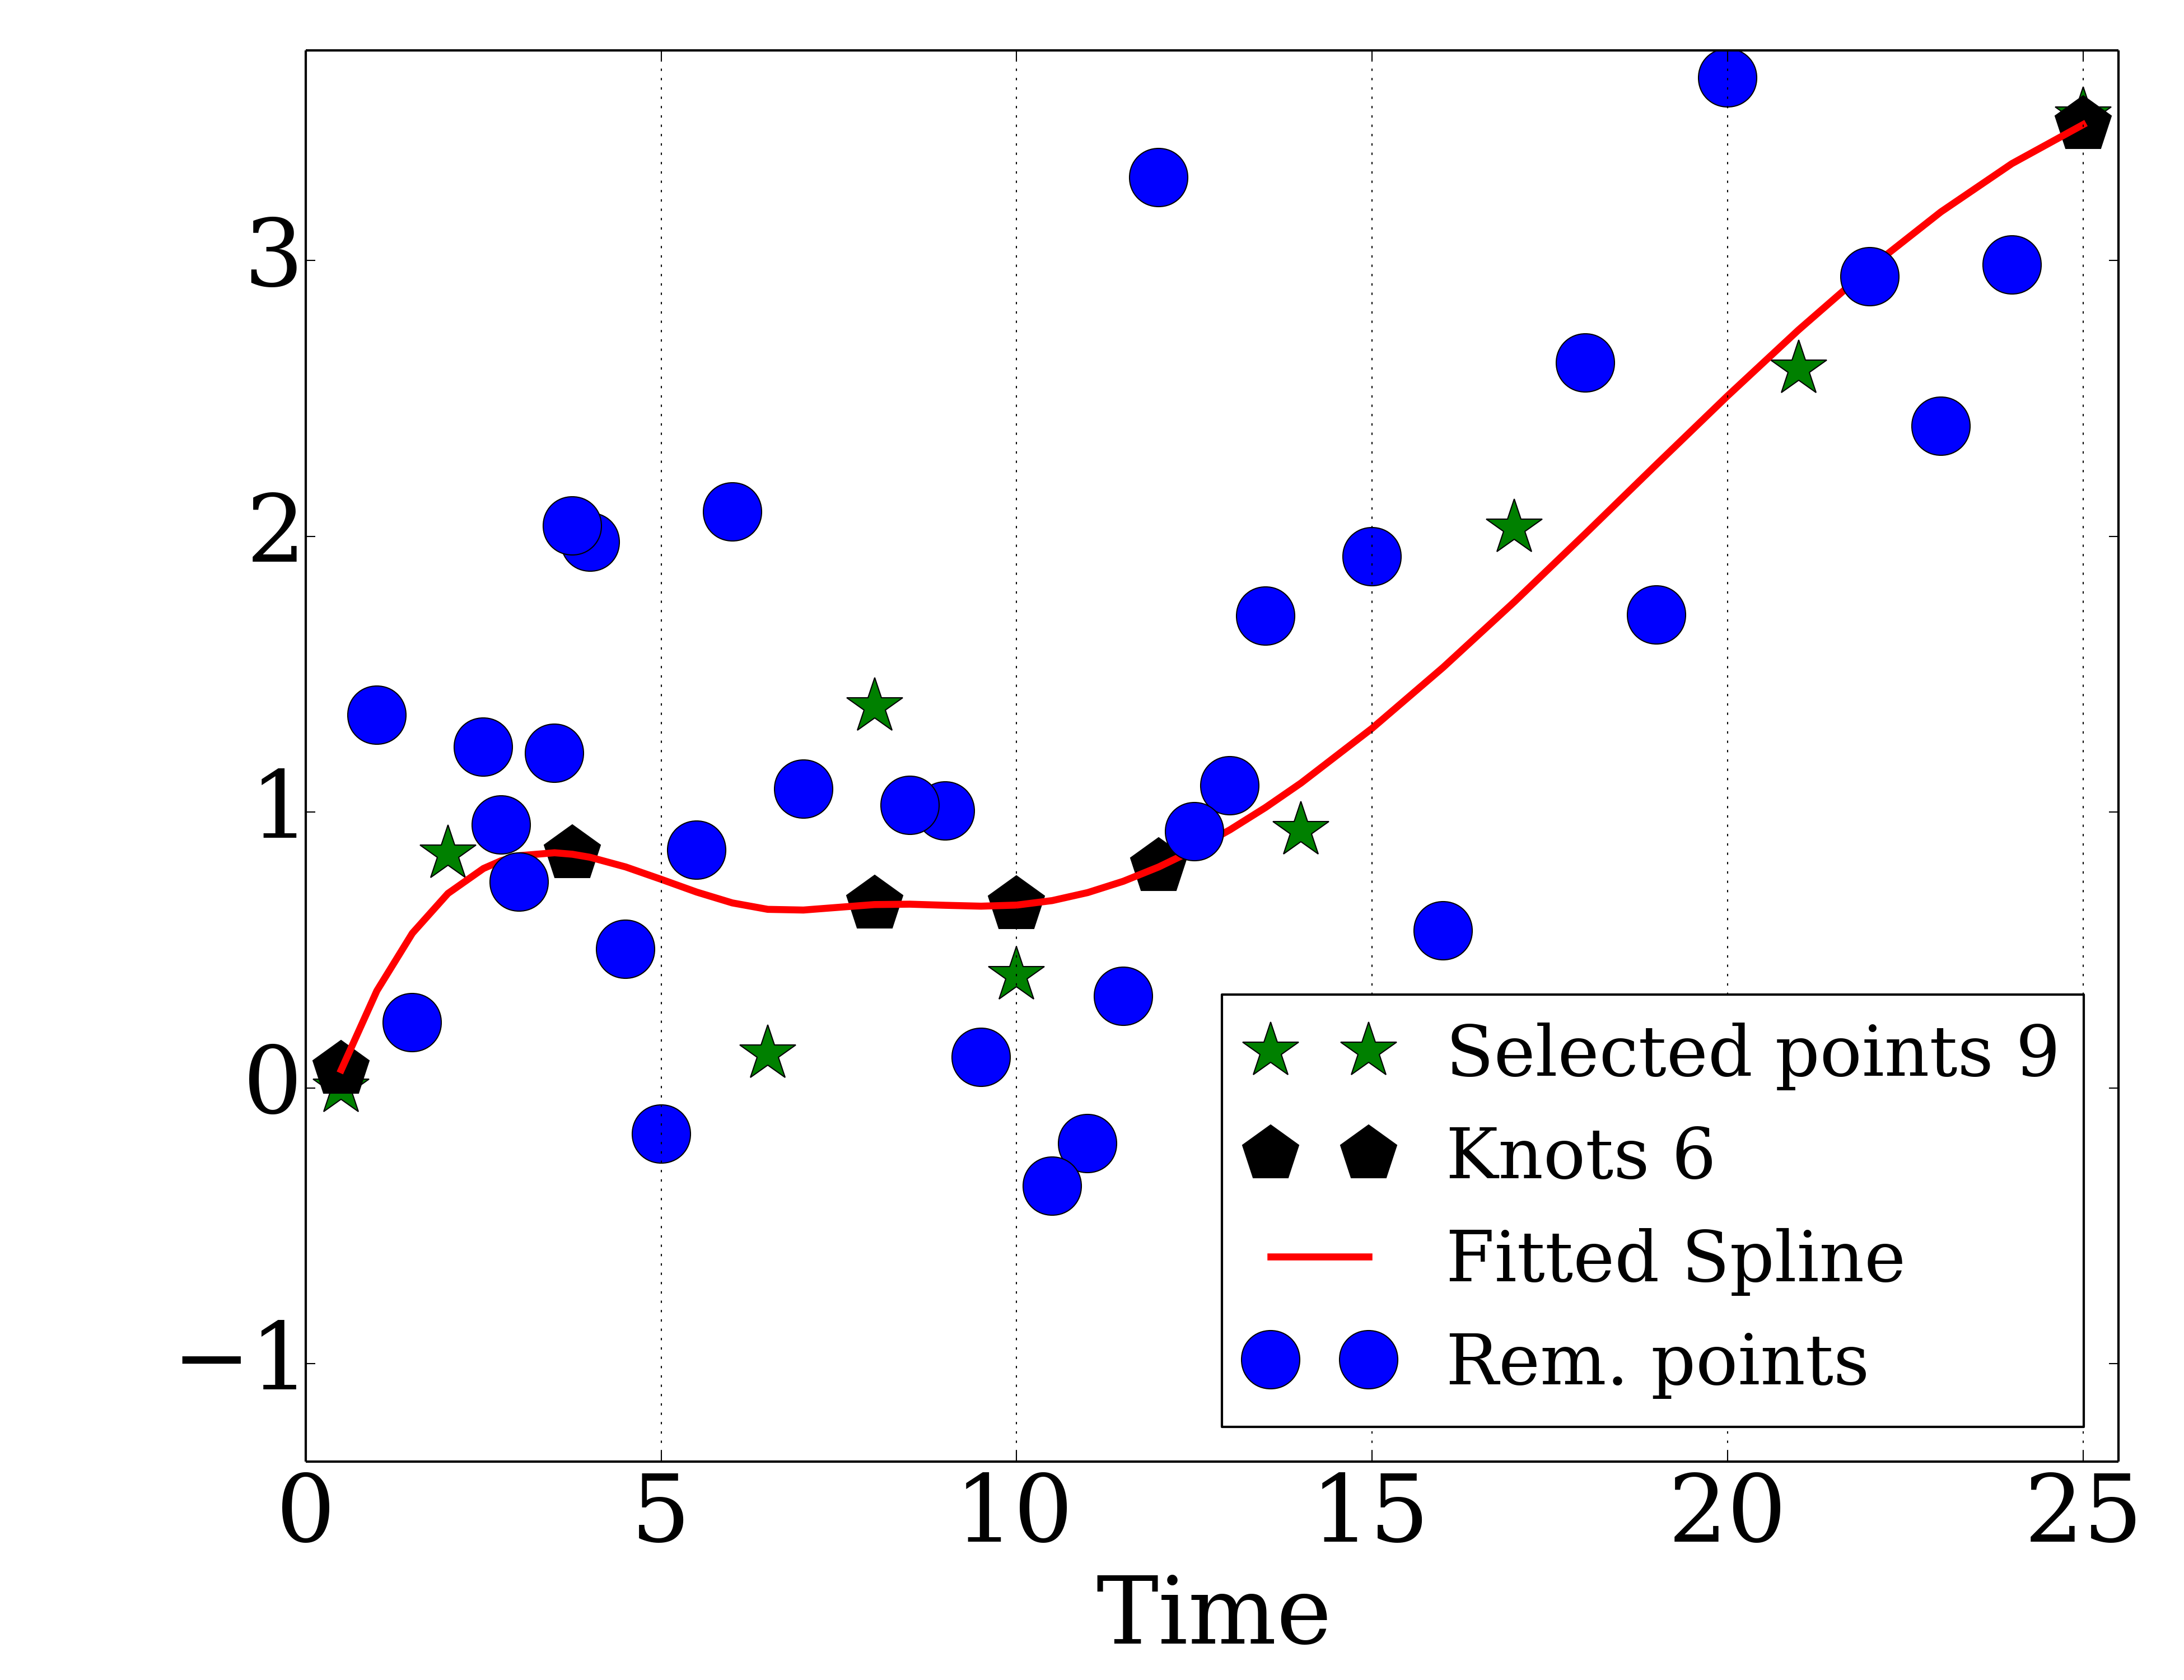 3
2
1
0
−1
Selected points 9
Knots 6
Fitted Spline
Rem. points
0 5 10 15 20 25
Time